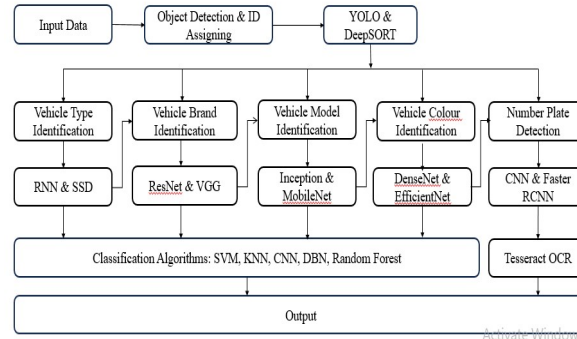 Input Data
Object Detection & ID
Assigning
YOLO &
DeepSORT
Vehicle Type
Identification
Vehicle Brand
Identification
Vehicle Model
Identification
Vehicle Colour
Identification
Number Plate
Detection
RNN & SSD
ResNet & VGG
Inception &
MobileNet
DenseNet &
EfficientNet
CNN & Faster
RCNN
Classification Algorithms: SVM, KNN, CNN, DBN, Random Forest
Tesseract OCR
Output
Activate Window